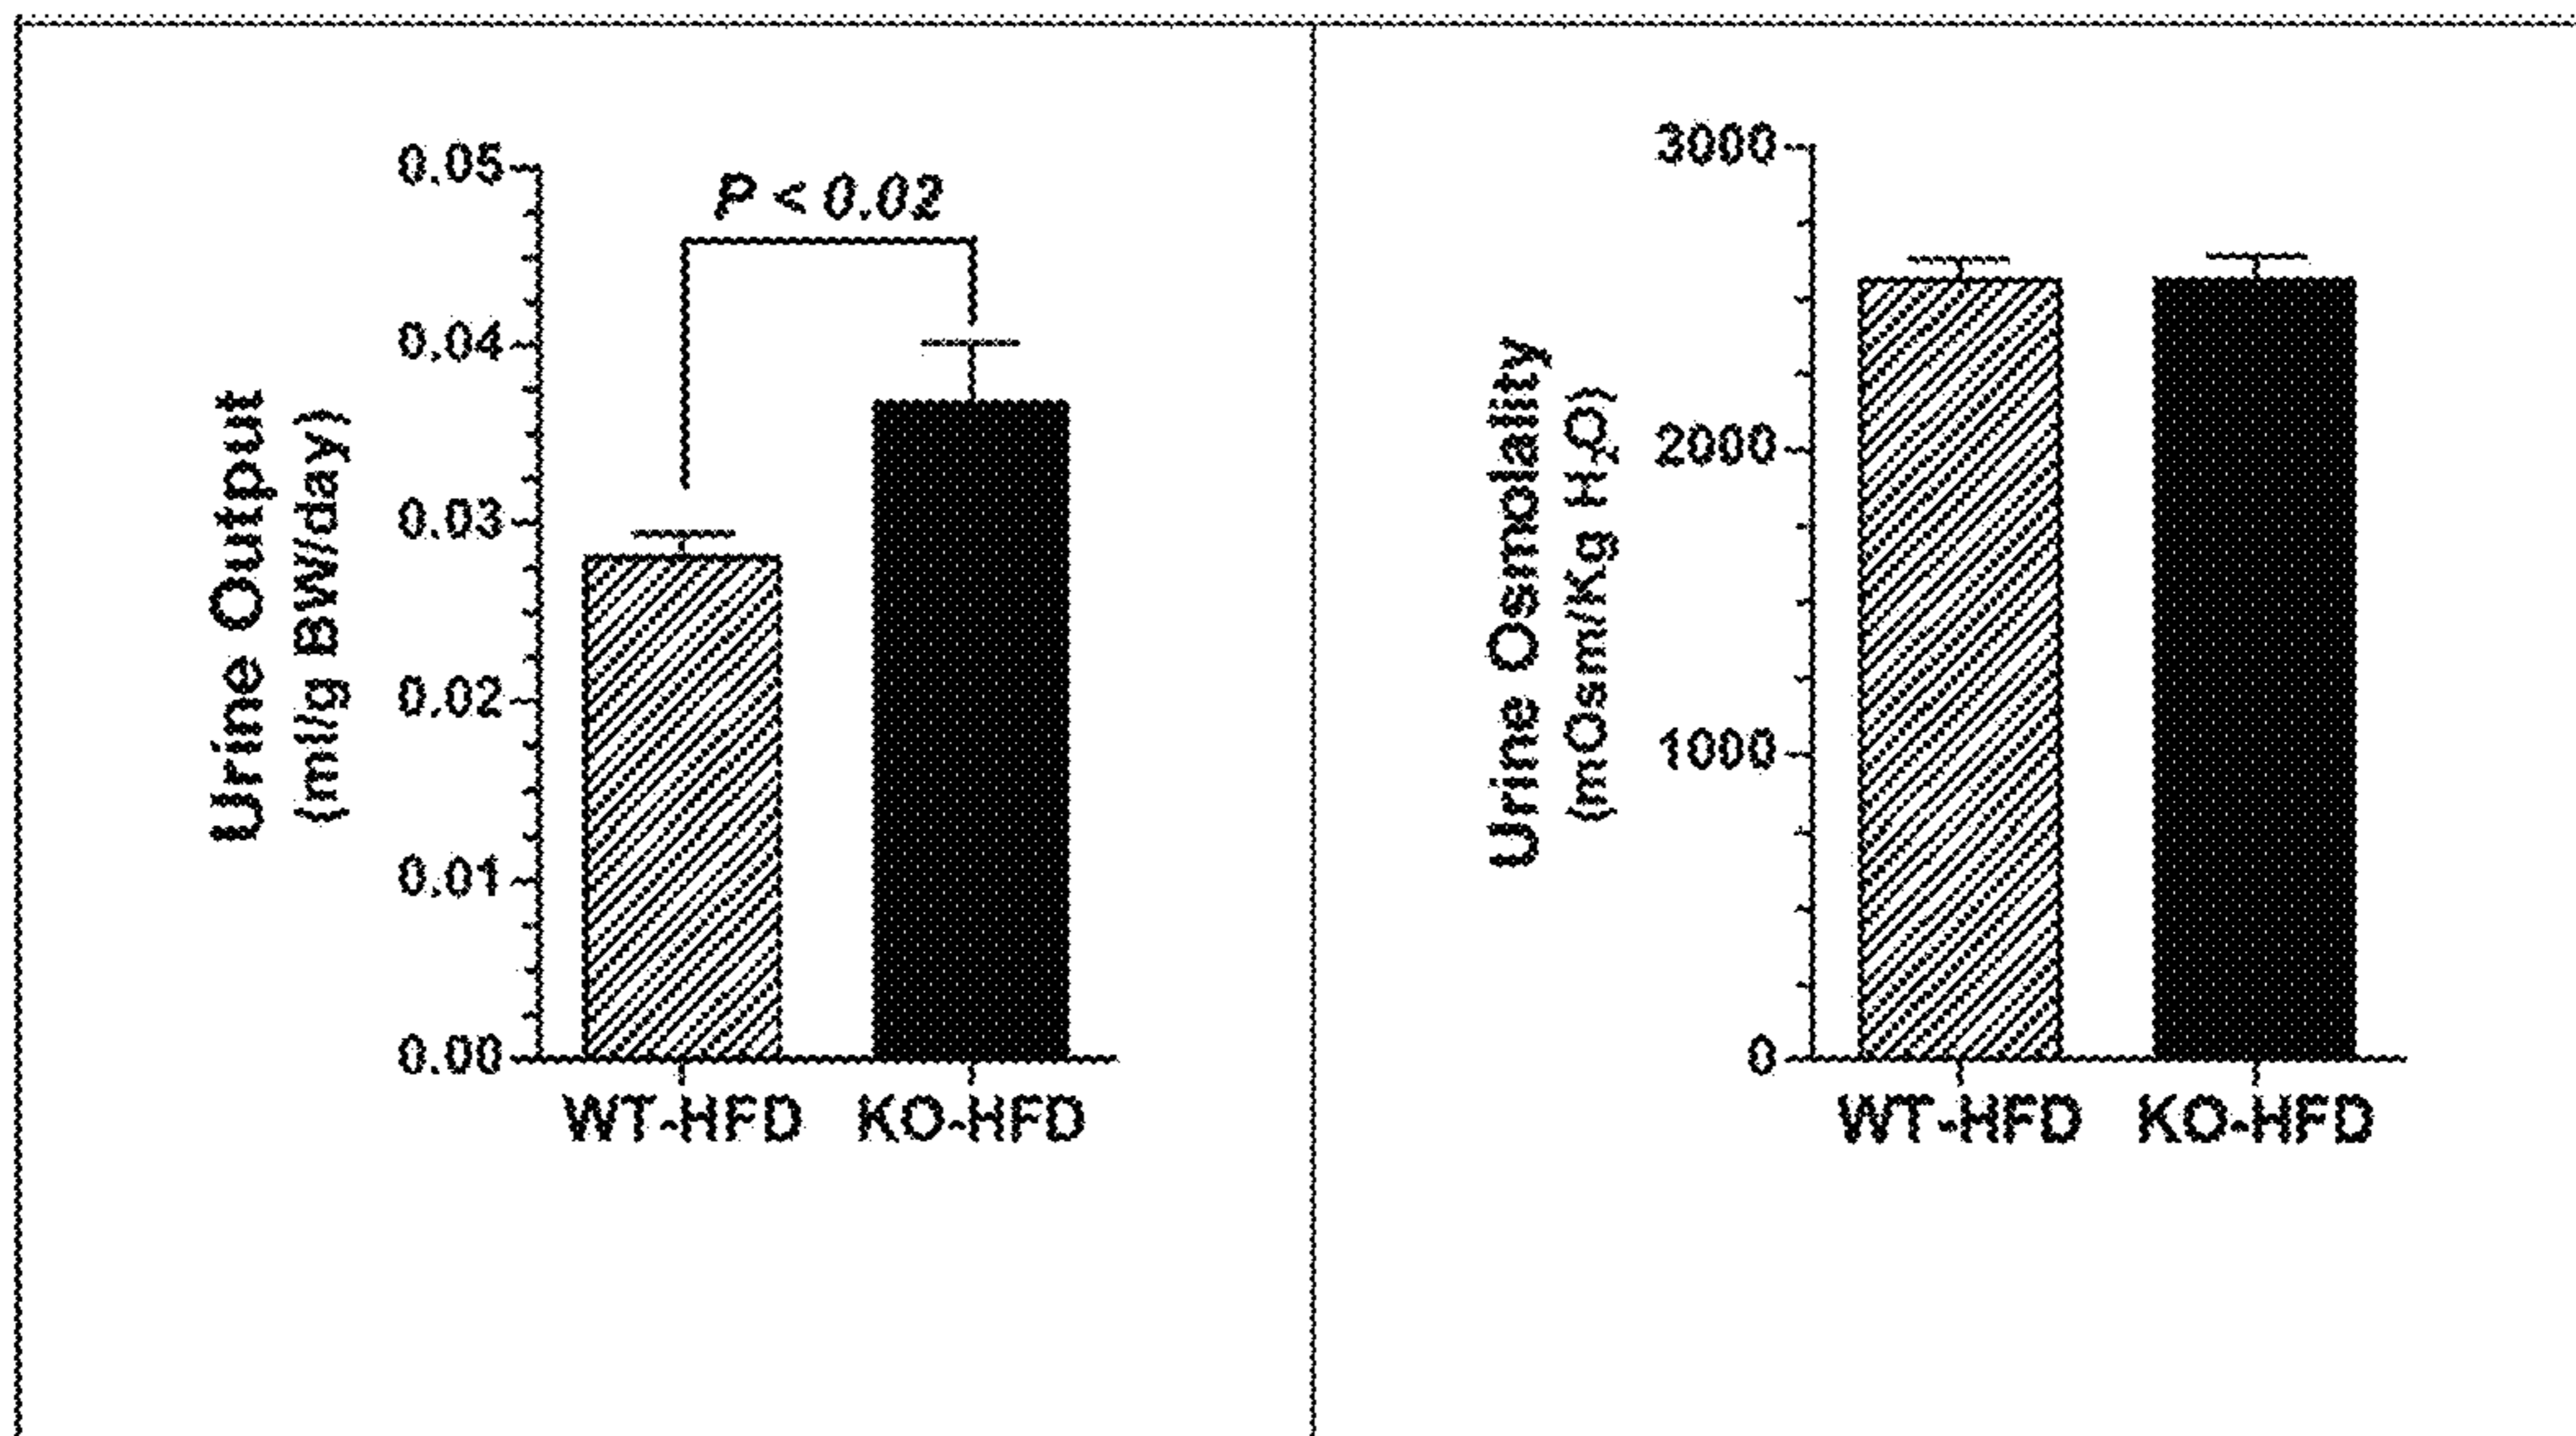 Urine Output
(ml/g BW/day)
0.05
0.04
0.03
0.02
0.01
0.00
P < 0.02
WT-HFD KO-HFD
Urine Osmolality
(mOsm/Kg H₂O)
3000
2000
1000
0
WT-HFD KO-HFD